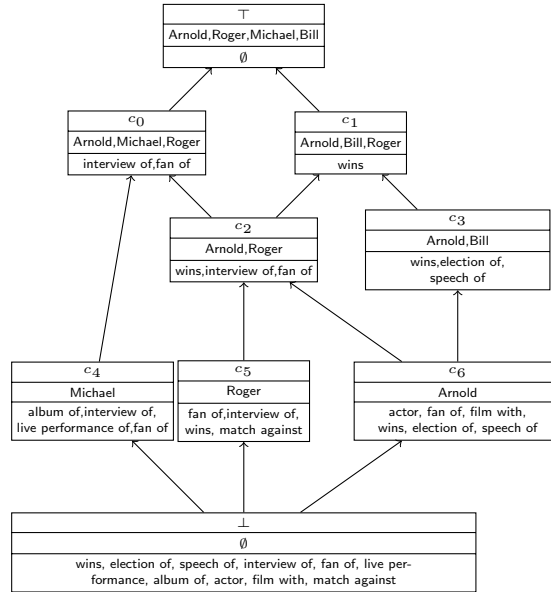 ⊤
Arnold,Roger,Michael,Bill
∅
c0
Arnold,Michael,Roger
interview of,fan of
c1
Arnold,Bill,Roger
wins
c2
Arnold,Roger
wins,interview of,fan of
c3
Arnold,Bill
wins,election of,
speech of
c4
Michael
album of,interview of,
live performance of,fan of
c5
Roger
fan of,interview of,
wins, match against
c6
Arnold
actor, fan of, film with,
wins, election of, speech of
⊥
∅
wins, election of, speech of, interview of, fan of, live per-
formance, album of, actor, film with, match against